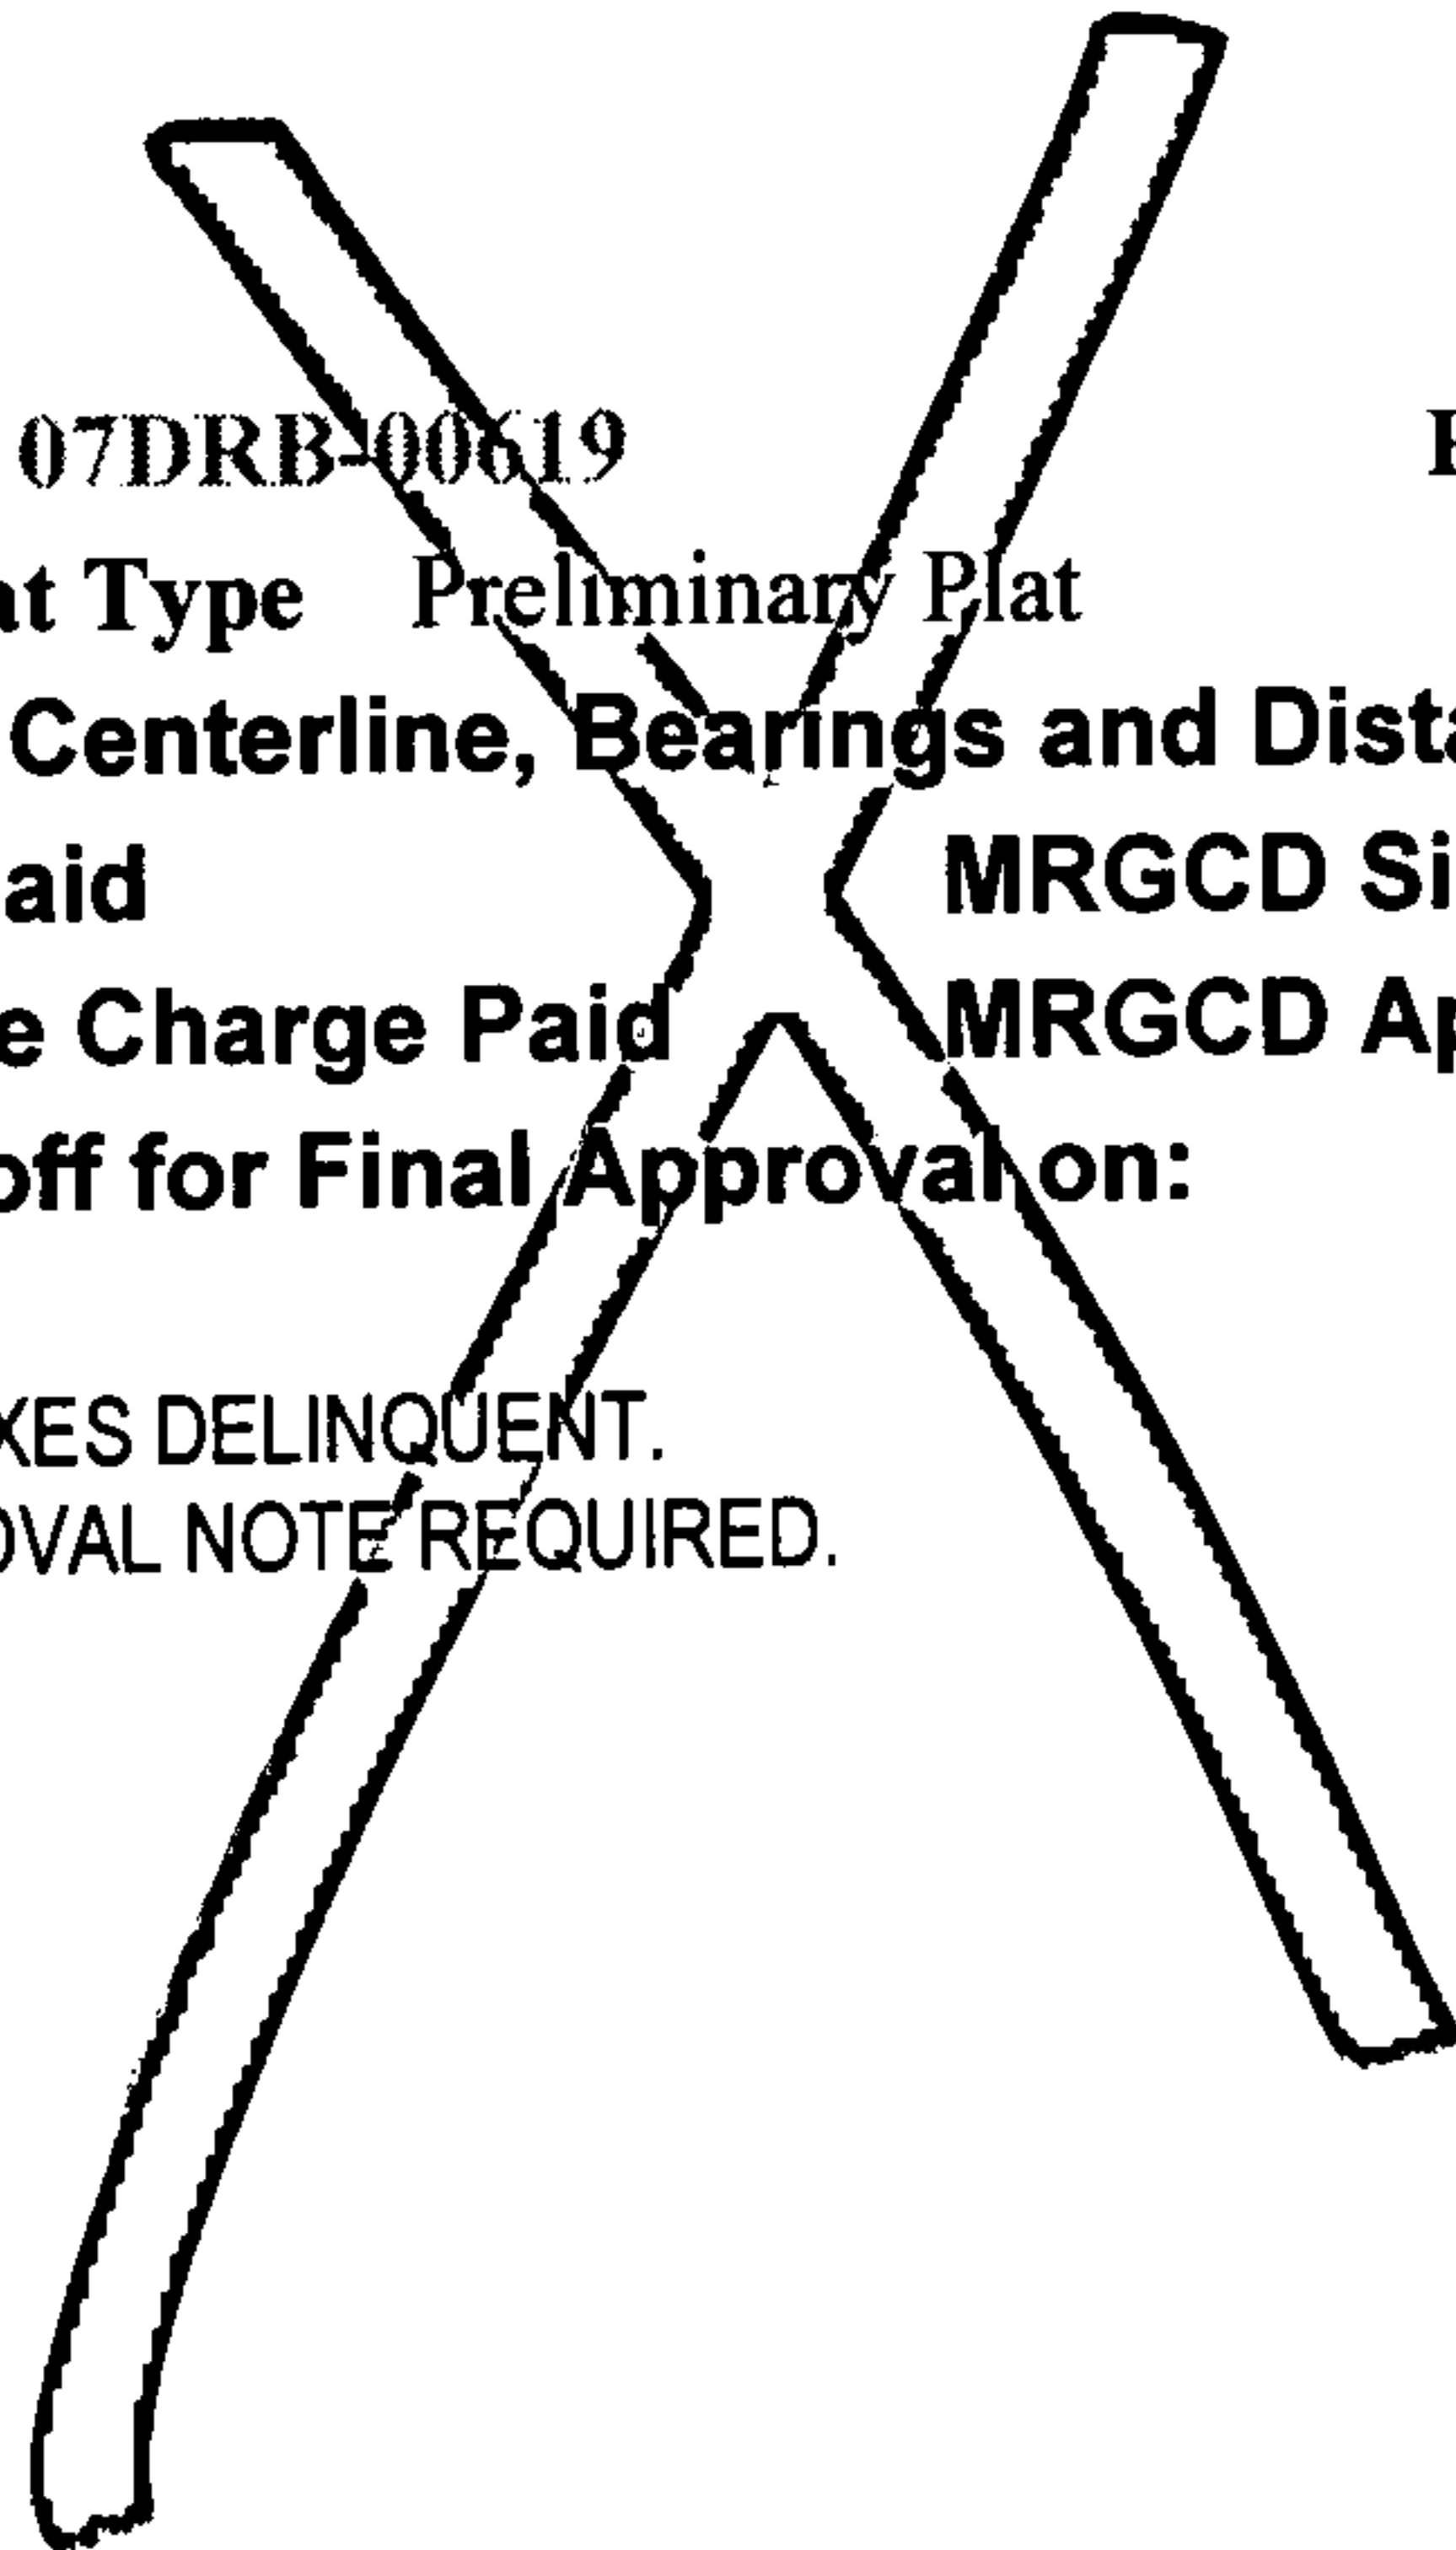 07DRB-00619
at Type Preliminary Plat
Centerline, Bearings and Dista
aid MRGCD Si
e Charge Paid MRGCD Ap
off for Final Approval on:
XES DELINQUENT.
OVAL NOTE REQUIRED.